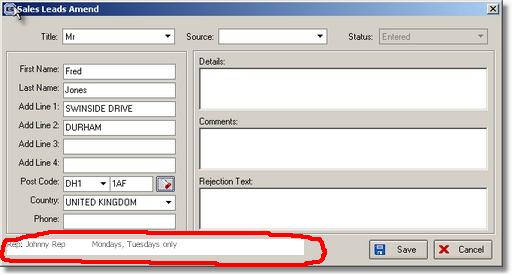 Sales Leads Amend
Title: Mr Source: Status: Entered
First Name: Fred
Last Name: Jones
Add Line 1: SWINSIDE DRIVE
Add Line 2: DURHAM
Add Line 3:
Add Line 4:
Post Code: DH1 1AF
Country: UNITED KINGDOM
Phone:
Details:
Comments:
Rejection Text:
Rep: Johnny Rep Mondays, Tuesdays only
Save Cancel